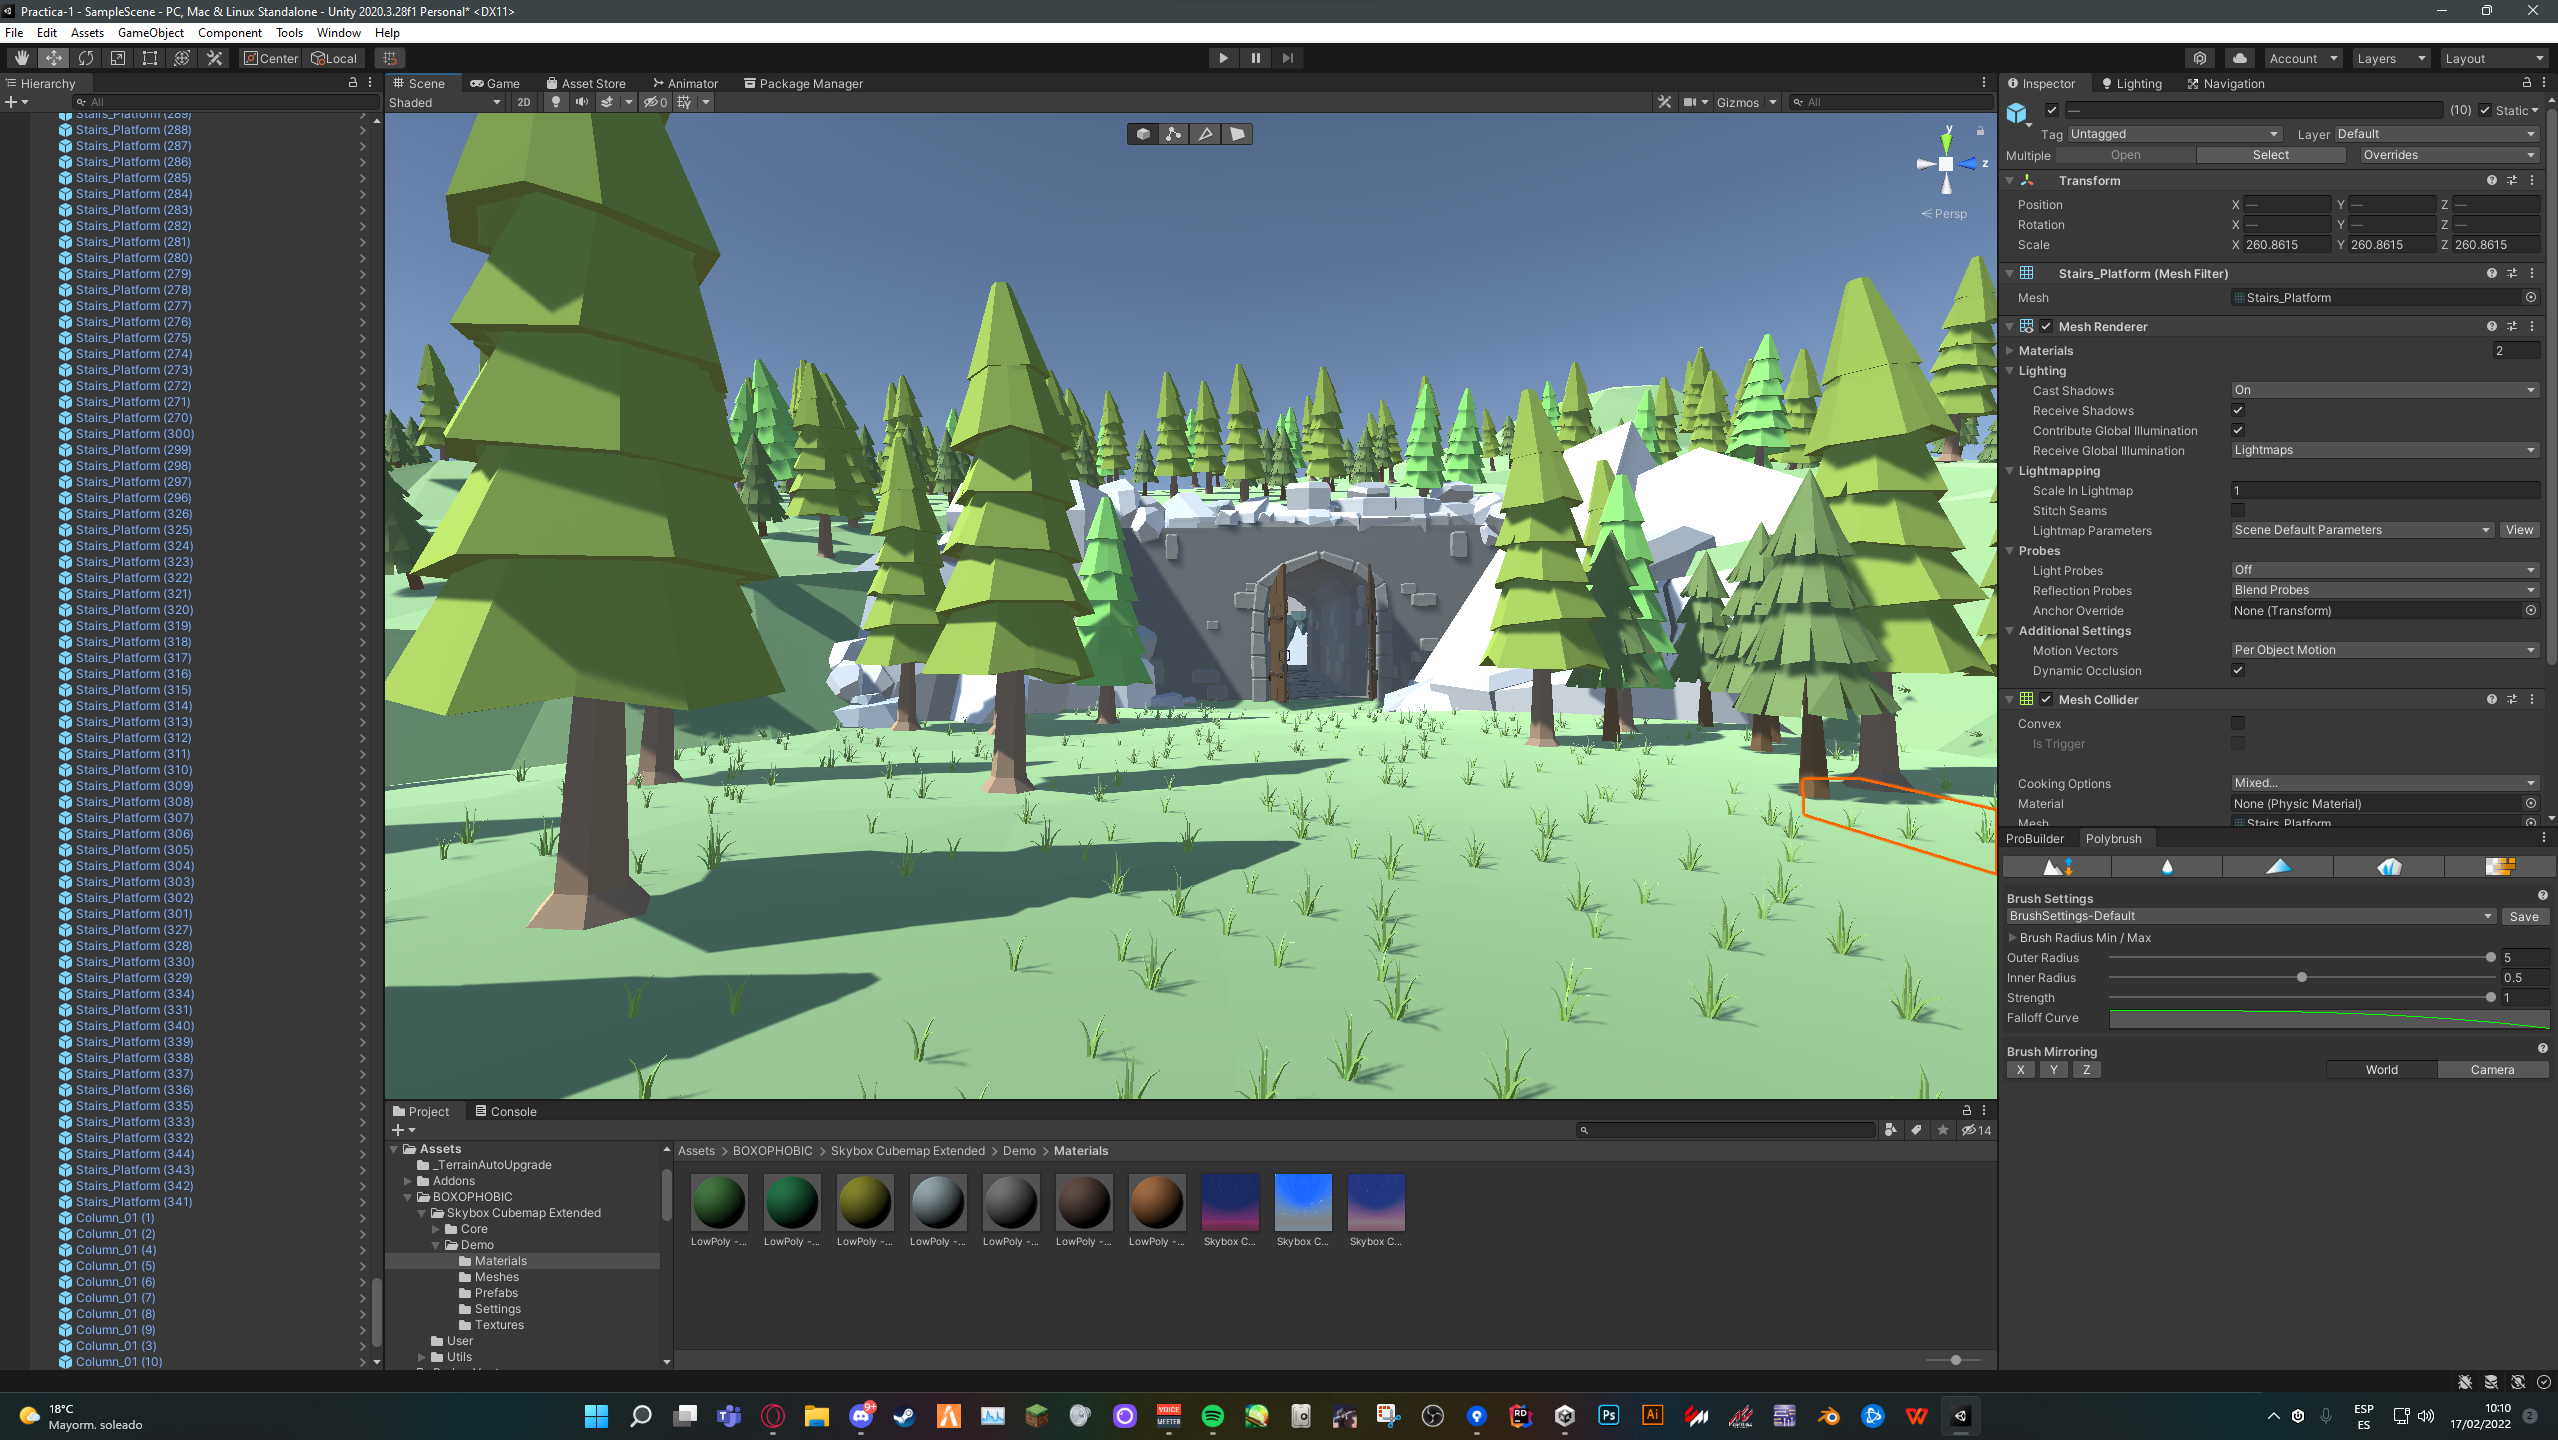 Practica-1 - SampleScene - PC, Mac & Linux Standalone - Unity 2020.3.28f1 Personal* <DX11>
File Edit Assets GameObject Component Tools Window Help
Center Local Account Layers Layout
Hierarchy
All
Stairs_Platform (289)
Stairs_Platform (288)
Stairs_Platform (287)
Stairs_Platform (286)
Stairs_Platform (285)
Stairs_Platform (284)
Stairs_Platform (283)
Stairs_Platform (282)
Stairs_Platform (281)
Stairs_Platform (280)
Stairs_Platform (279)
Stairs_Platform (278)
Stairs_Platform (277)
Stairs_Platform (276)
Stairs_Platform (275)
Stairs_Platform (274)
Stairs_Platform (273)
Stairs_Platform (272)
Stairs_Platform (271)
Stairs_Platform (270)
Stairs_Platform (300)
Stairs_Platform (299)
Stairs_Platform (298)
Stairs_Platform (297)
Stairs_Platform (296)
Stairs_Platform (326)
Stairs_Platform (325)
Stairs_Platform (324)
Stairs_Platform (323)
Stairs_Platform (322)
Stairs_Platform (321)
Stairs_Platform (320)
Stairs_Platform (319)
Stairs_Platform (318)
Stairs_Platform (317)
Stairs_Platform (316)
Stairs_Platform (315)
Stairs_Platform (314)
Stairs_Platform (313)
Stairs_Platform (312)
Stairs_Platform (311)
Stairs_Platform (310)
Stairs_Platform (309)
Stairs_Platform (308)
Stairs_Platform (307)
Stairs_Platform (306)
Stairs_Platform (305)
Stairs_Platform (304)
Stairs_Platform (303)
Stairs_Platform (302)
Stairs_Platform (301)
Stairs_Platform (327)
Stairs_Platform (328)
Stairs_Platform (330)
Stairs_Platform (329)
Stairs_Platform (334)
Stairs_Platform (331)
Stairs_Platform (340)
Stairs_Platform (339)
Stairs_Platform (338)
Stairs_Platform (337)
Stairs_Platform (336)
Stairs_Platform (335)
Stairs_Platform (333)
Stairs_Platform (332)
Stairs_Platform (344)
Stairs_Platform (343)
Stairs_Platform (342)
Stairs_Platform (341)
Column_01 (1)
Column_01 (2)
Column_01 (4)
Column_01 (5)
Column_01 (6)
Column_01 (7)
Column_01 (8)
Column_01 (9)
Column_01 (3)
Column_01 (10)
Scene Game Asset Store Animator Package Manager
Shaded 2D 0 Gizmos All
y
z
Persp
Project Console
14
Assets
_TerrainAutoUpgrade
Addons
BOXOPHOBIC
Skybox Cubemap Extended
Core
Demo
Materials
Meshes
Prefabs
Settings
Textures
User
Utils
Assets > BOXOPHOBIC > Skybox Cubemap Extended > Demo > Materials
LowPoly -... LowPoly -... LowPoly -... LowPoly -... LowPoly -... LowPoly -... LowPoly -... Skybox C... Skybox C... Skybox C...
Inspector Lighting Navigation
— (10) Static
Tag Untagged Layer Default
Multiple Open Select Overrides
Transform
Position X — Y — Z —
Rotation X — Y — Z —
Scale X 260.8615 Y 260.8615 Z 260.8615
Stairs_Platform (Mesh Filter)
Mesh Stairs_Platform
Mesh Renderer
Materials 2
Lighting
Cast Shadows On
Receive Shadows
Contribute Global Illumination
Receive Global Illumination Lightmaps
Lightmapping
Scale In Lightmap 1
Stitch Seams
Lightmap Parameters Scene Default Parameters View
Probes
Light Probes Off
Reflection Probes Blend Probes
Anchor Override None (Transform)
Additional Settings
Motion Vectors Per Object Motion
Dynamic Occlusion
Mesh Collider
Convex
Is Trigger
Cooking Options Mixed...
Material None (Physic Material)
Mesh Stairs_Platform
ProBuilder Polybrush
Brush Settings
BrushSettings-Default Save
Brush Radius Min / Max
Outer Radius 5
Inner Radius 0.5
Strength 1
Falloff Curve
Brush Mirroring
X Y Z World Camera
18°C
Mayorm. soleado
9+
VOICE
MEETER
RD
Ps
Ai
ESP
ES
10:10
17/02/2022
2